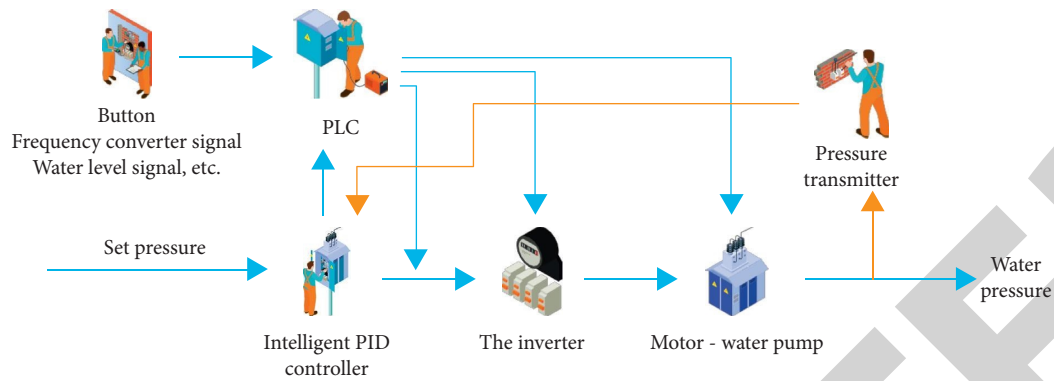 Button
Frequency converter signal
Water level signal, etc.
PLC
Pressure
transmitter
Set pressure
Water
pressure
Intelligent PID
controller
The inverter
Motor - water pump